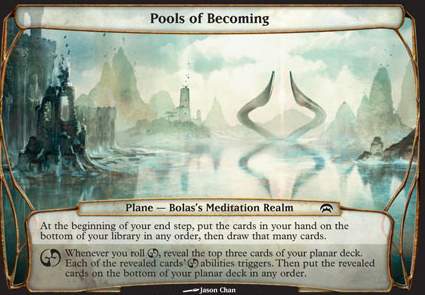 Pools of Becoming
Plane — Bolas's Meditation Realm
At the beginning of your end step, put the cards in your hand on the
bottom of your library in any order, then draw that many cards.
Whenever you roll , reveal the top three cards of your planar deck.
Each of the revealed cards' abilities triggers. Then put the revealed
cards on the bottom of your planar deck in any order.
Jason Chan